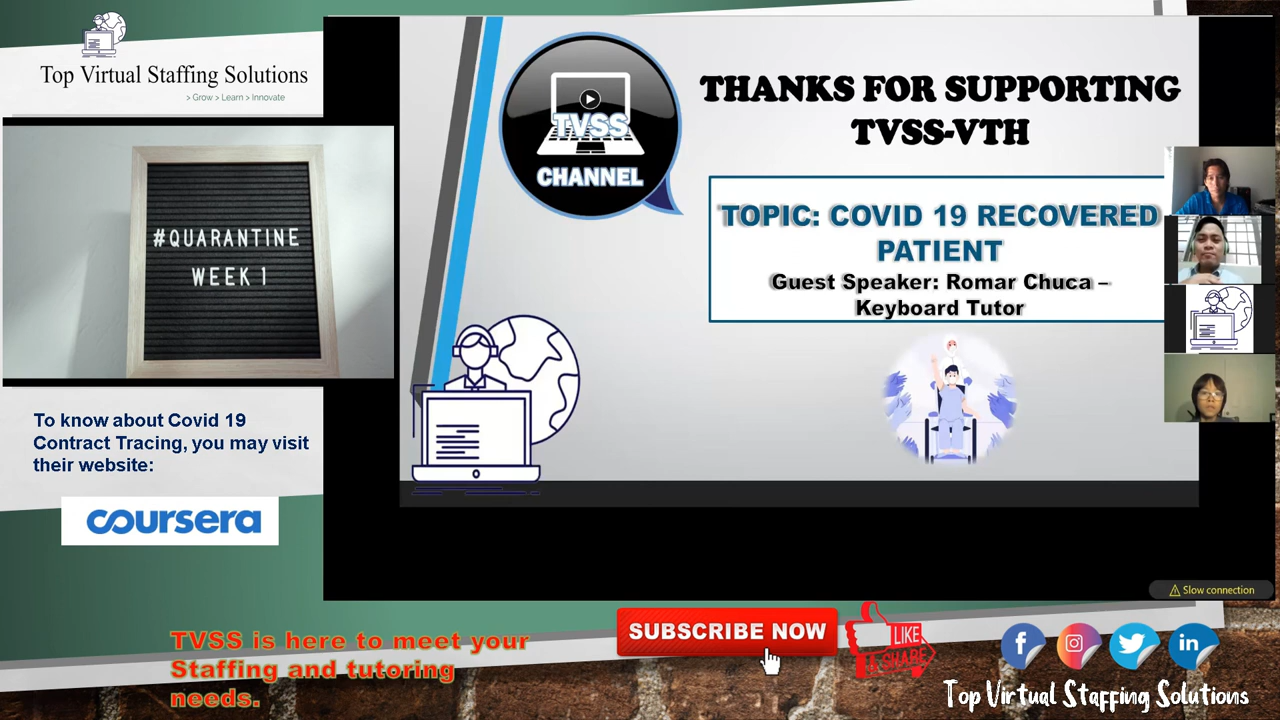 Top Virtual Staffing Solutions
> Grow > Learn > Innovate
#QUARANTINE
WEEK 1
To know about Covid 19
Contract Tracing, you may visit
their website:
coursera
TVSS
CHANNEL
THANKS FOR SUPPORTING
TVSS-VTH
TOPIC: COVID 19 RECOVERED
PATIENT
Guest Speaker: Romar Chuca –
Keyboard Tutor
Slow connection
TVSS is here to meet your
Staffing and tutoring
needs.
SUBSCRIBE NOW
LIKE
SHARE
f
in
Top Virtual Staffing Solutions